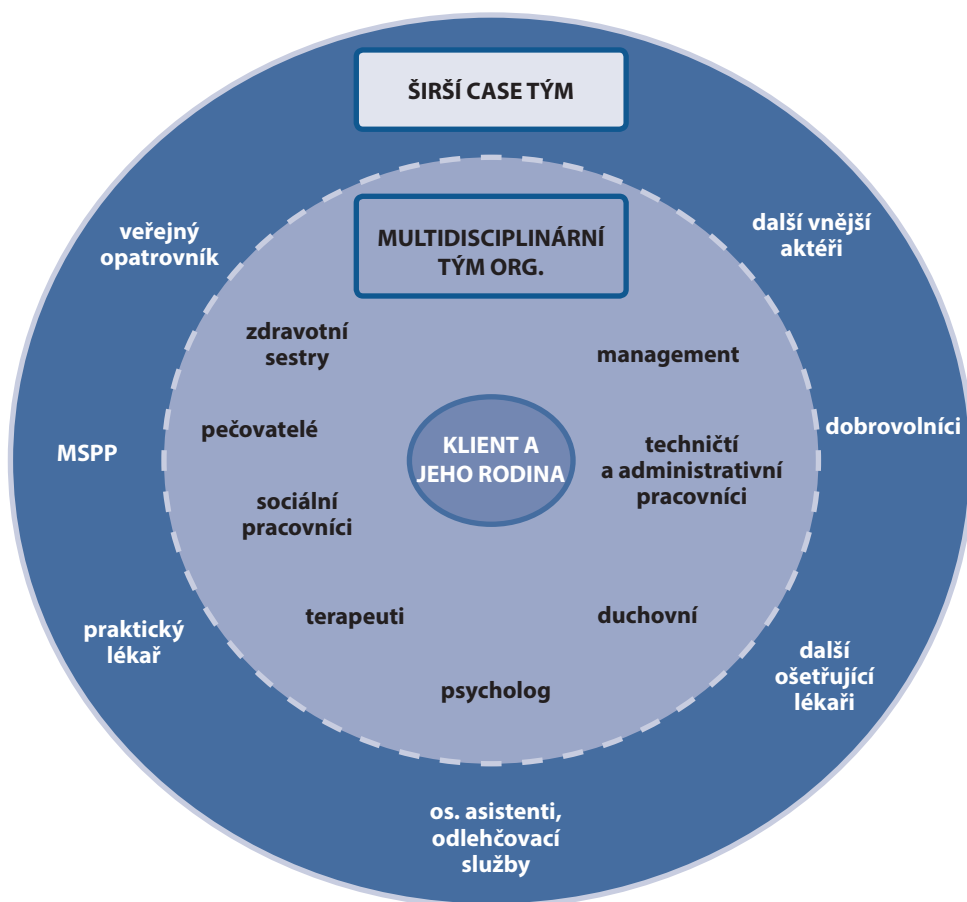 ŠIRŠÍ CASE TÝM
MULTIDISCIPLINÁRNÍ
TÝM ORG.
veřejný
opatrovník
další vnější
aktéři
zdravotní
sestry
management
pečovatelé
KLIENT A
JEHO RODINA
techničtí
a administrativní
pracovníci
dobrovolníci
MSPP
sociální
pracovníci
terapeuti
duchovní
praktický
lékař
další
ošetřující
lékaři
psycholog
os. asistenti,
odlehčovací
služby